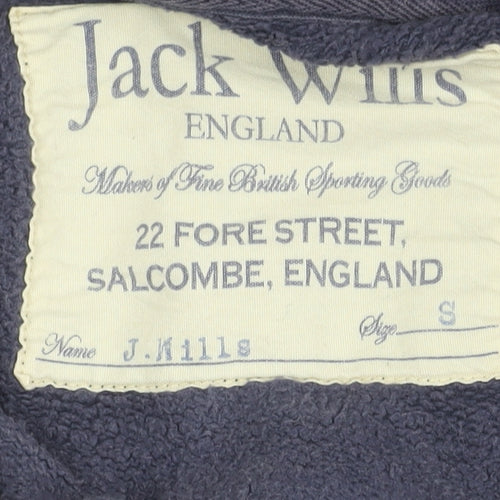 Jack Wills
ENGLAND
Makers of Fine British Sporting Goods
22 FORE STREET,
SALCOMBE, ENGLAND
Size S
Name J.Wills